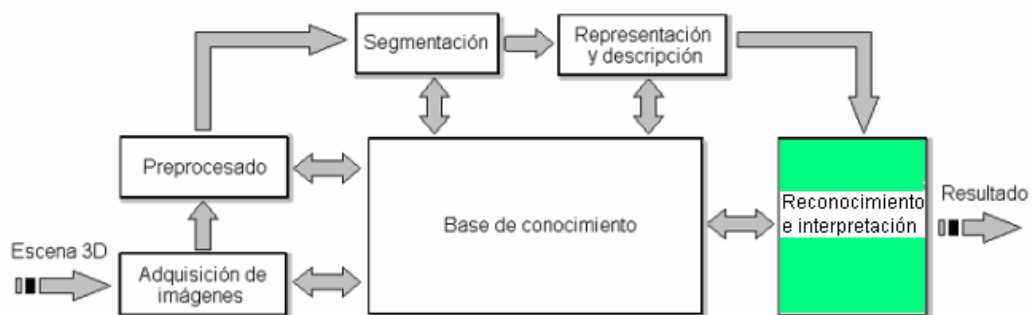 Segmentación
Representación
y descripción
Preprocesado
Base de conocimiento
Reconocimiento
e interpretación
Resultado
Escena 3D
Adquisición de
imágenes